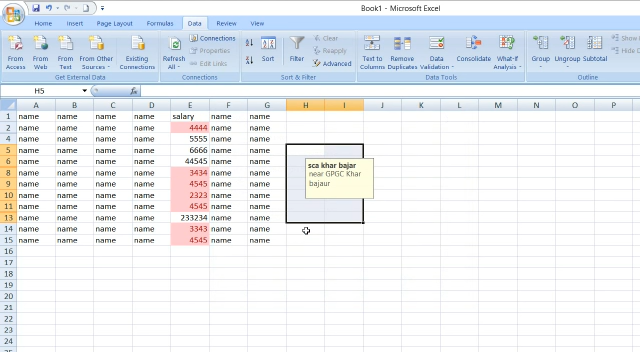 Book1 - Microsoft Excel
Home Insert Page Layout Formulas Data Review View
From Access From Web From Text From Other Sources Existing Connections Refresh All Connections Properties Edit Links Sort Filter Clear Reapply Advanced Text to Columns Remove Duplicates Data Validation Consolidate What-If Analysis Group Ungroup Subtotal
Get External Data Connections Sort & Filter Data Tools Outline
H5
A B C D E F G H I J K L M N O P
1 name name name name salary name name
2 name name name name 4444 name name
4 name name name name 5555 name name
5 name name name name 6666 name name
6 name name name name 44545 name name
8 name name name name 3434 name name
9 name name name name 4545 name name
10 name name name name 2323 name name
11 name name name name 4545 name name
13 name name name name 233234 name name
14 name name name name 3343 name name
15 name name name name 4545 name name
sca khar bajar
near GPGC Khar
bajaur
16
17
18
19
20
21
22
23
24